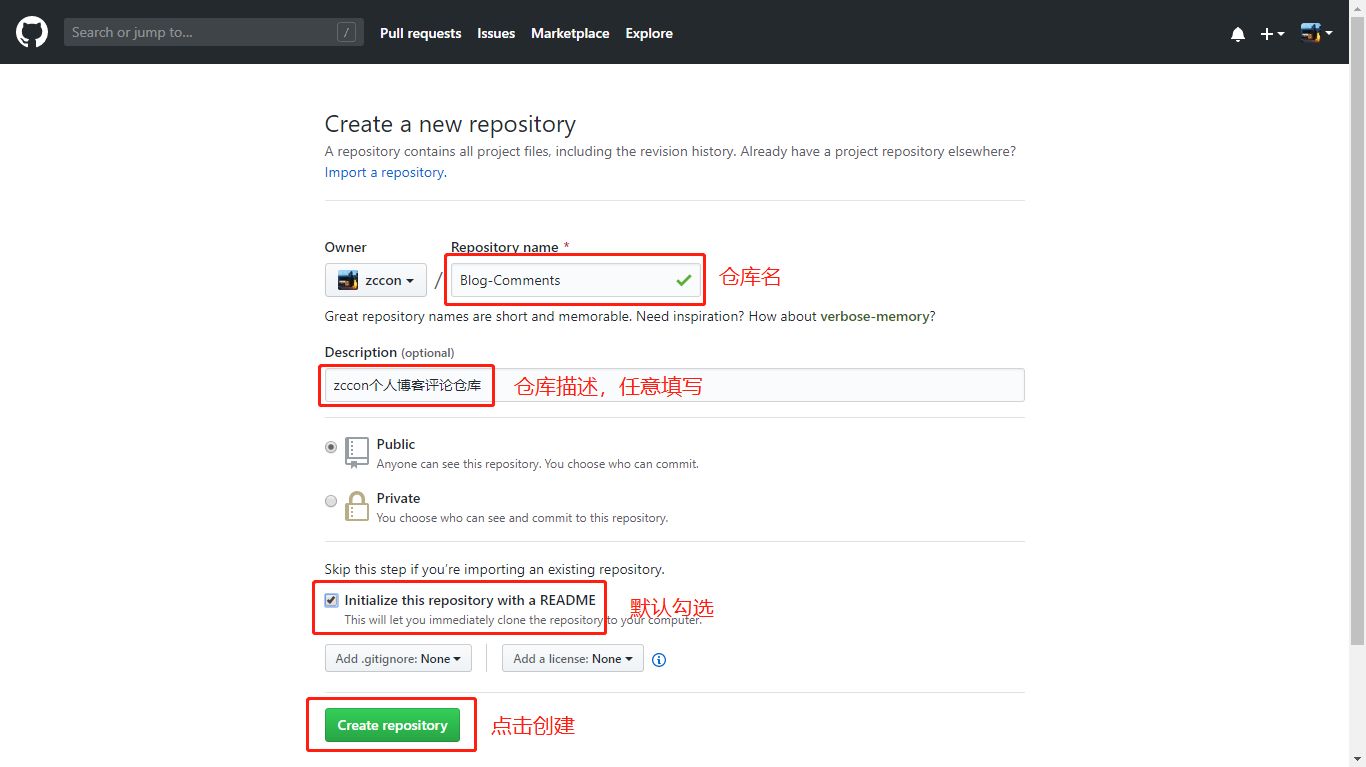 Search or jump to... /
Pull requests Issues Marketplace Explore
Create a new repository
A repository contains all project files, including the revision history. Already have a project repository elsewhere?
Import a repository.
Owner
Repository name *
zccon / Blog-Comments 仓库名
Great repository names are short and memorable. Need inspiration? How about verbose-memory?
Description (optional)
zccon个人博客评论仓库 仓库描述，任意填写
Public
Anyone can see this repository. You choose who can commit.
Private
You choose who can see and commit to this repository.
Skip this step if you're importing an existing repository.
Initialize this repository with a README 默认勾选
This will let you immediately clone the repository to your computer.
Add .gitignore: None Add a license: None
Create repository 点击创建